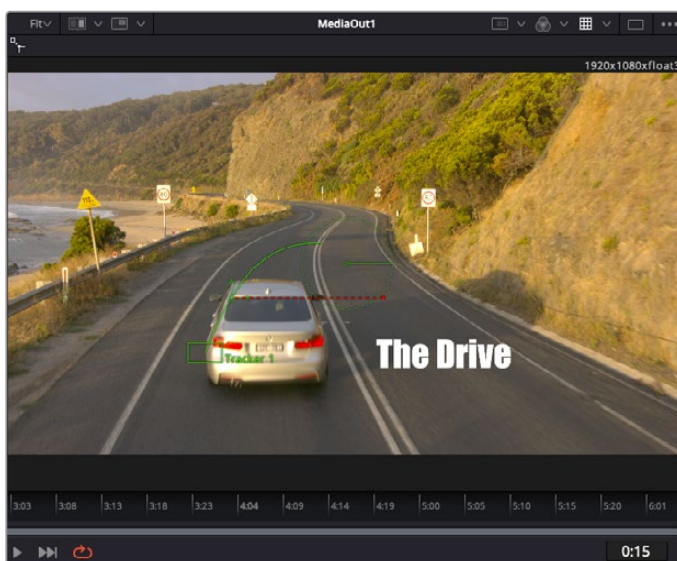 Fit
MediaOut1
1920x1080xfloat3
Tracker 1
The Drive
3:03 3:08 3:13 3:18 3:23 4:04 4:09 4:14 4:19 5:00 5:05 5:10 5:15 5:20 6:01
0:15